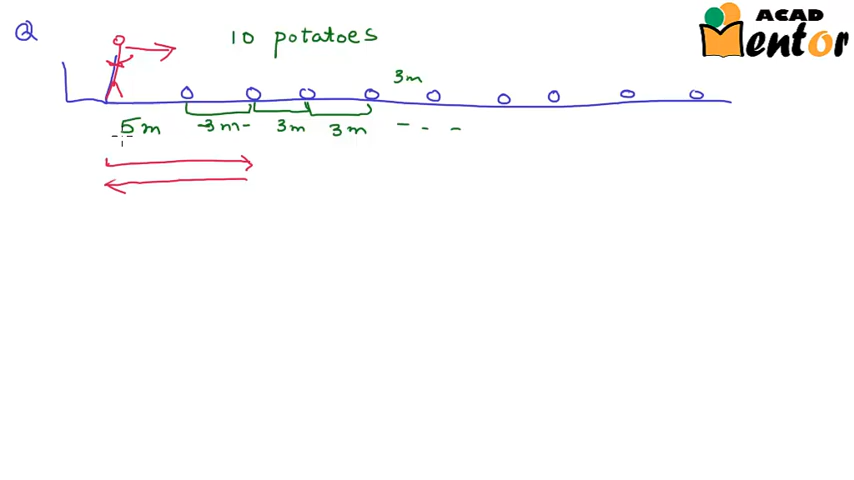 Q
10 potatoes
ACAD
mentor
3m
5m 3m 3m 3m - - -